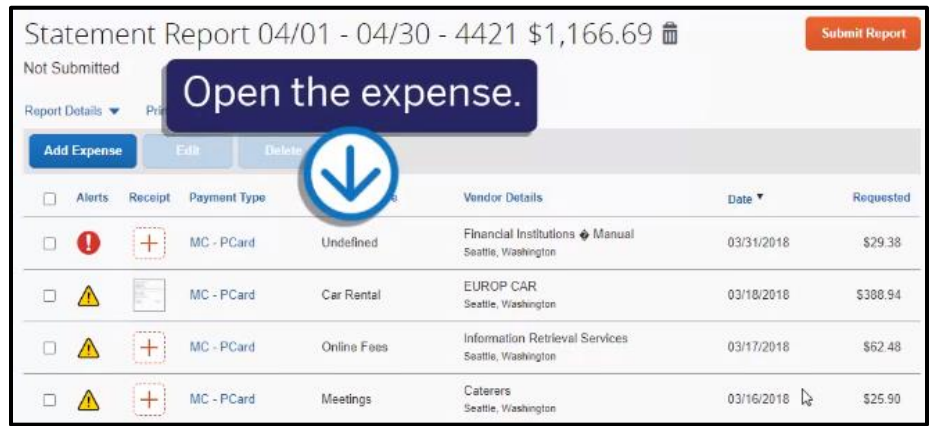 Statement Report 04/01 - 04/30 - 4421 $1,166.69
Submit Report
Not Submitted
Open the expense.
Report Details
Add Expense
Edit
Delete
Alerts Receipt Payment Type Vendor Details Date Requested
MC - PCard Undefined Financial Institutions � Manual 03/31/2018 $29.38
Seattle, Washington
MC - PCard Car Rental EUROP CAR 03/18/2018 $388.94
Seattle, Washington
MC - PCard Online Fees Information Retrieval Services 03/17/2018 $62.48
Seattle, Washington
MC - PCard Meetings Caterers 03/16/2018 $25.90
Seattle, Washington